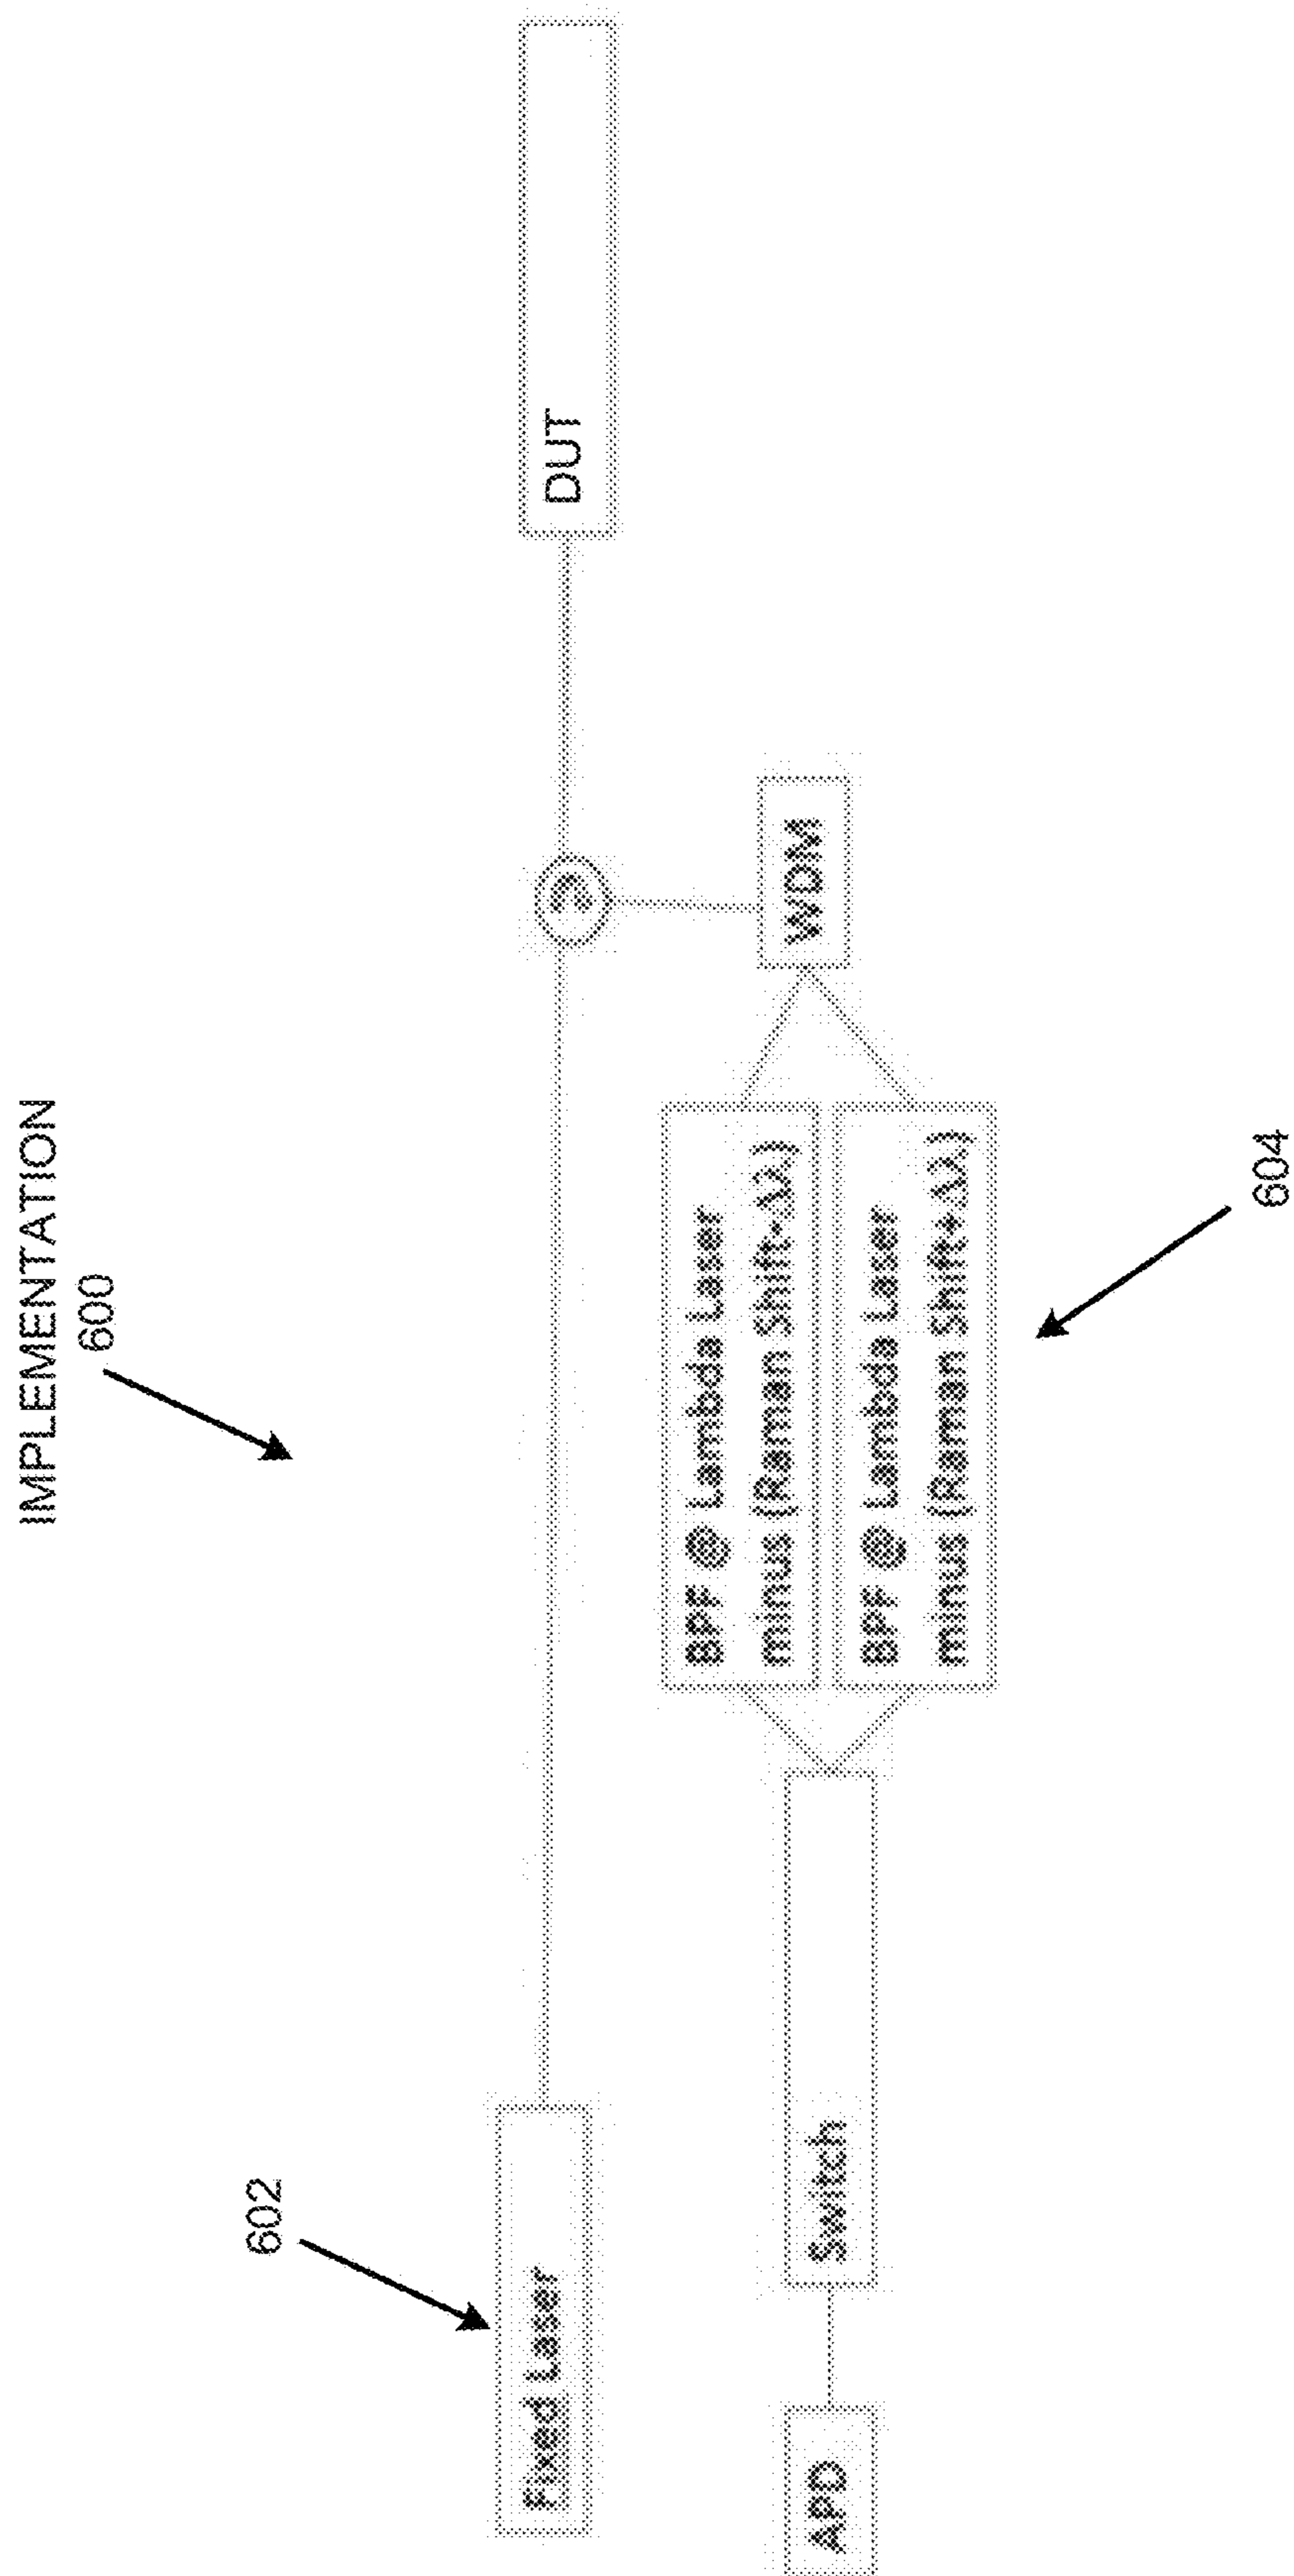 IMPLEMENTATION
600
602
Fixed Laser
DUT
WDM
BPF @ Lambda Laser
minus (Raman Shift-Δλ)
BPF @ Lambda Laser
minus (Raman Shift+Δλ)
Switch
APD
604